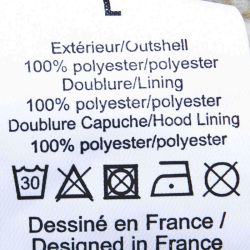 L
Extérieur/Outshell
100% polyester/polyester
Doublure/Lining
100% polyester/polyester
Doublure Capuche/Hood Lining
100% polyester/polyester
30
Dessiné en France /
Designed in France